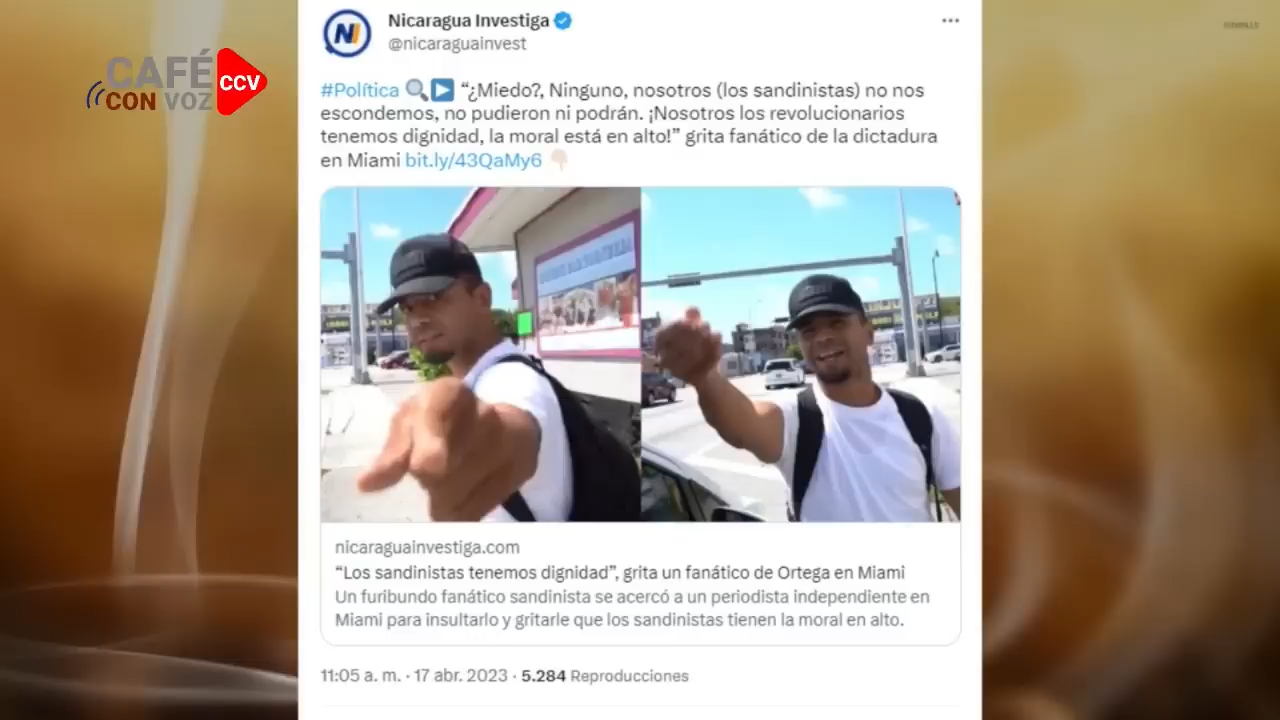 CAFÉ
CON VOZ
CCV
Nicaragua Investiga
@nicaraguainvest
#Política “¿Miedo?, Ninguno, nosotros (los sandinistas) no nos
escondemos, no pudieron ni podrán. ¡Nosotros los revolucionarios
tenemos dignidad, la moral está en alto!” grita fanático de la dictadura
en Miami bit.ly/43QaMy6
nicaraguainvestiga.com
“Los sandinistas tenemos dignidad”, grita un fanático de Ortega en Miami
Un furibundo fanático sandinista se acercó a un periodista independiente en
Miami para insultarlo y gritarle que los sandinistas tienen la moral en alto.
11:05 a. m. · 17 abr. 2023 · 5.284 Reproducciones